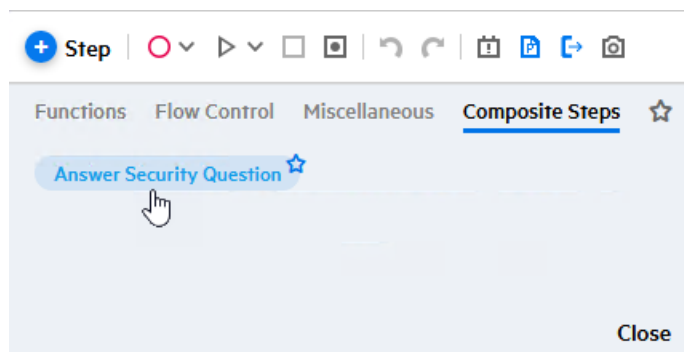 Step
Functions Flow Control Miscellaneous Composite Steps
Answer Security Question
Close